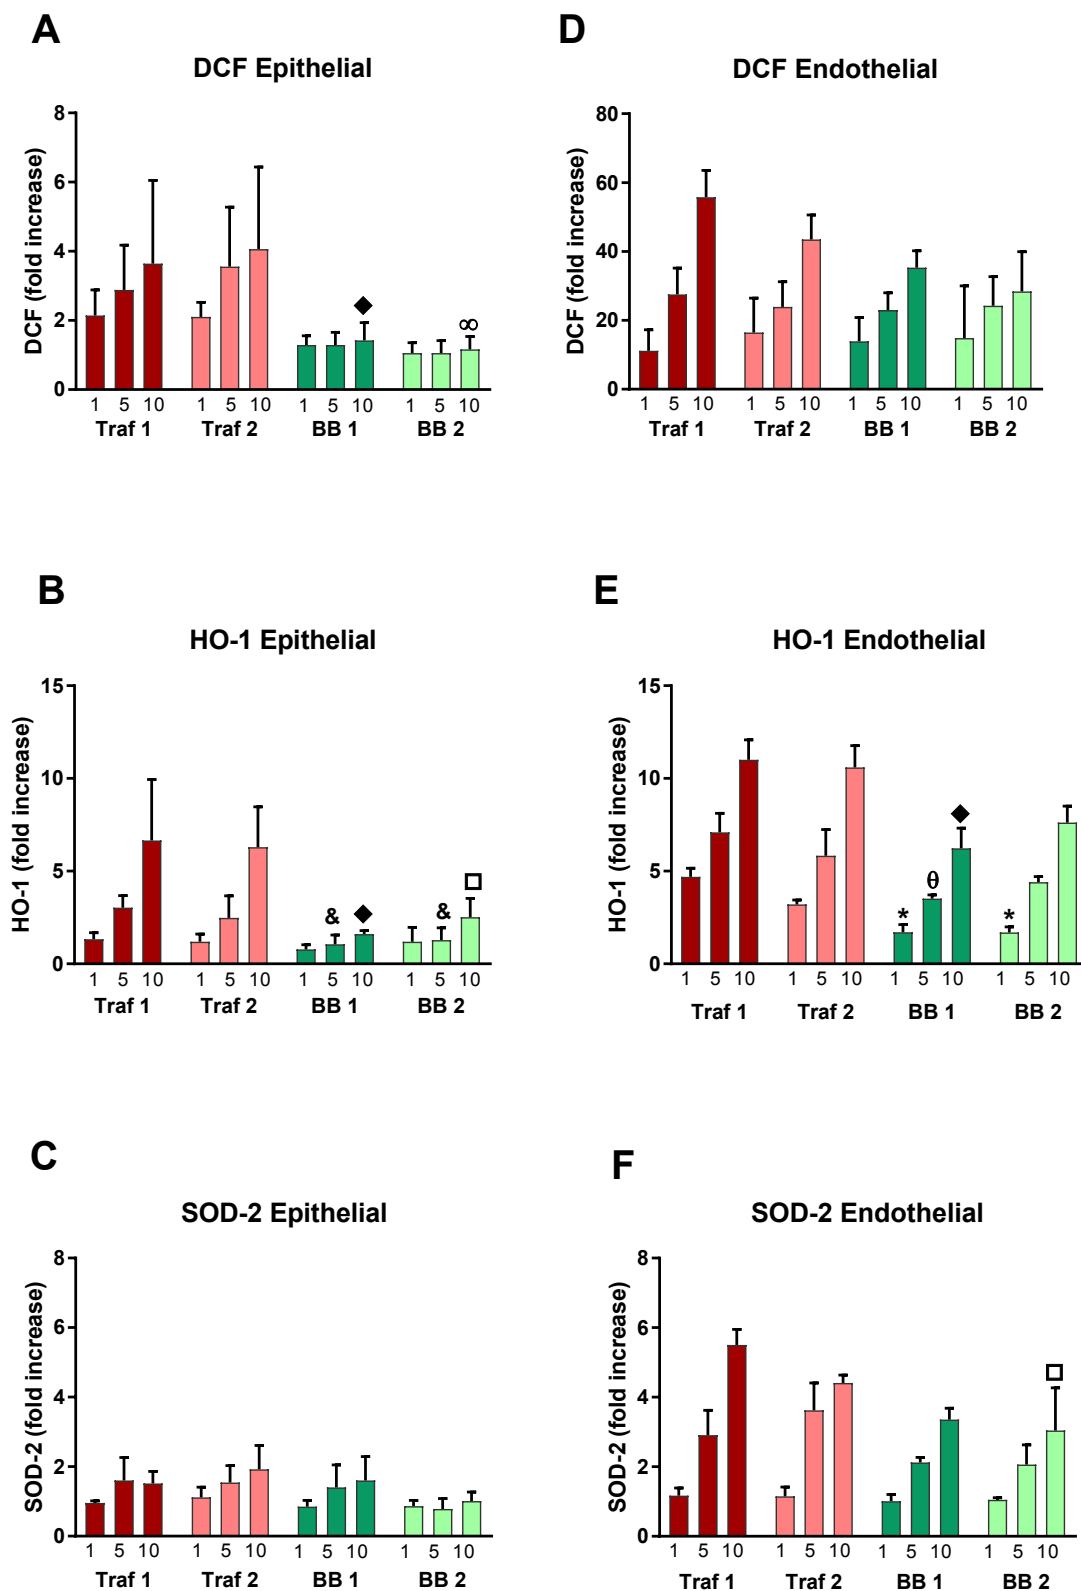 A
DCF Epithelial
DCF (fold increase)
8
6
4
2
0
1 5 10 1 5 10 1 5 10 1 5 10
◆ ∞
Traf 1 Traf 2 BB 1 BB 2
D
DCF Endothelial
DCF (fold increase)
80
60
40
20
0
1 5 10 1 5 10 1 5 10 1 5 10
Traf 1 Traf 2 BB 1 BB 2
B
HO-1 Epithelial
HO-1 (fold increase)
15
10
5
0
& ◆ & □
1 5 10 1 5 10 1 5 10 1 5 10
Traf 1 Traf 2 BB 1 BB 2
E
HO-1 Endothelial
HO-1 (fold increase)
15
10
5
0
* θ ◆ *
1 5 10 1 5 10 1 5 10 1 5 10
Traf 1 Traf 2 BB 1 BB 2
C
SOD-2 Epithelial
SOD-2 (fold increase)
8
6
4
2
0
1 5 10 1 5 10 1 5 10 1 5 10
Traf 1 Traf 2 BB 1 BB 2
F
SOD-2 Endothelial
SOD-2 (fold increase)
8
6
4
2
0
□
1 5 10 1 5 10 1 5 10 1 5 10
Traf 1 Traf 2 BB 1 BB 2